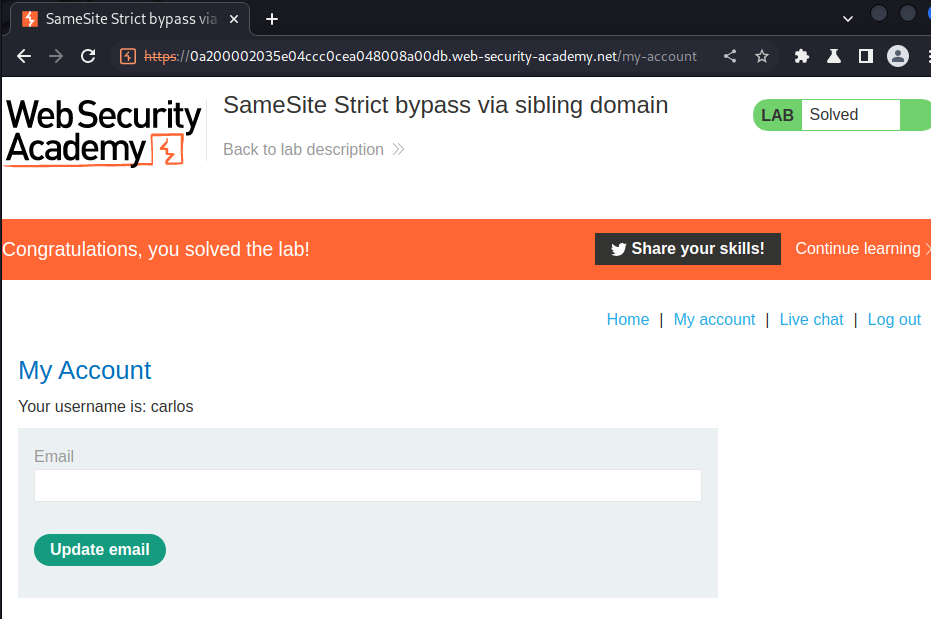 SameSite Strict bypass via
https://0a200002035e04ccc0cea048008a00db.web-security-academy.net/my-account
Web Security
Academy
SameSite Strict bypass via sibling domain
LAB Solved
Back to lab description
Congratulations, you solved the lab!
Share your skills!
Continue learning
Home | My account | Live chat | Log out
My Account
Your username is: carlos
Email
Update email